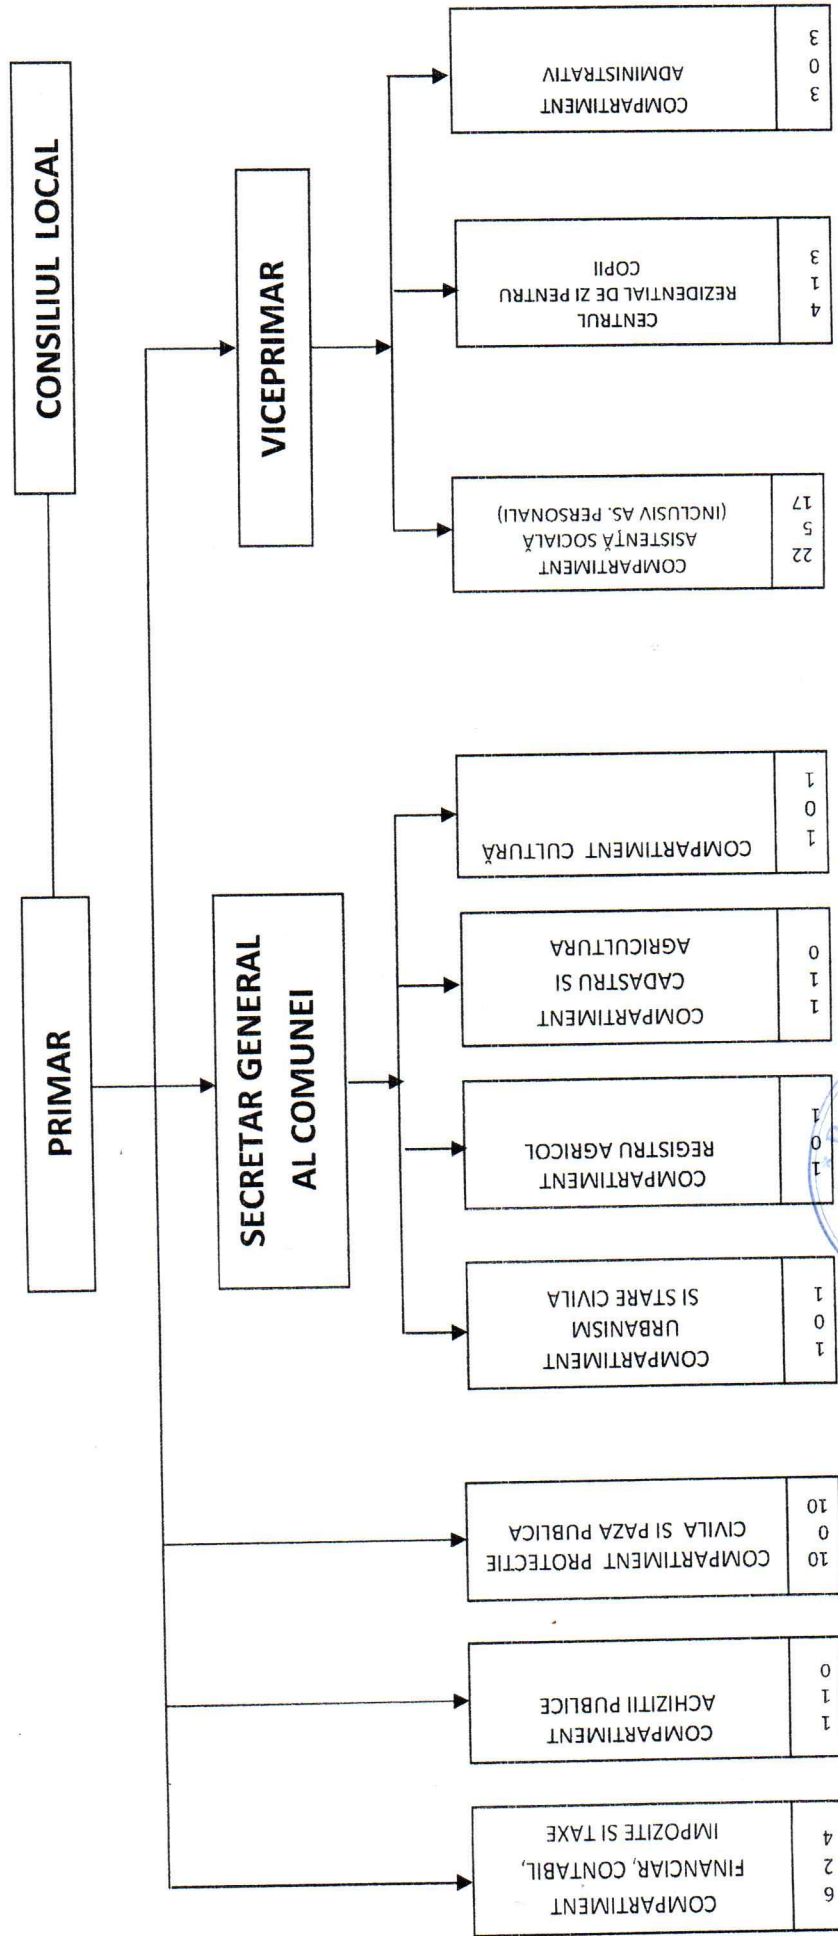 PRIMAR
CONSILIUL LOCAL
SECRETAR GENERAL
AL COMUNEI
VICEPRIMAR
COMPARTIMENT
FINANCIAR, CONTABIL,
IMPOZITE SI TAXE
6
2
4
COMPARTIMENT
ACHIZITII PUBLICE
1
1
0
COMPARTIMENT PROTECTIE
CIVILA SI PAZA PUBLICA
10
0
10
COMPARTIMENT
URBANISM
SI STARE CIVILA
1
0
1
COMPARTIMENT
REGISTRU AGRICOL
1
0
1
COMPARTIMENT
CADASTRU SI
AGRICULTURA
1
1
0
COMPARTIMENT CULTURĂ
1
0
1
COMPARTIMENT
ASISTENȚĂ SOCIALĂ
(INCLUSIV AS. PERSONALI)
22
5
17
CENTRUL
REZIDENTIAL DE ZI PENTRU
COPII
4
1
3
COMPARTIMENT
ADMINISTRATIV
3
0
3